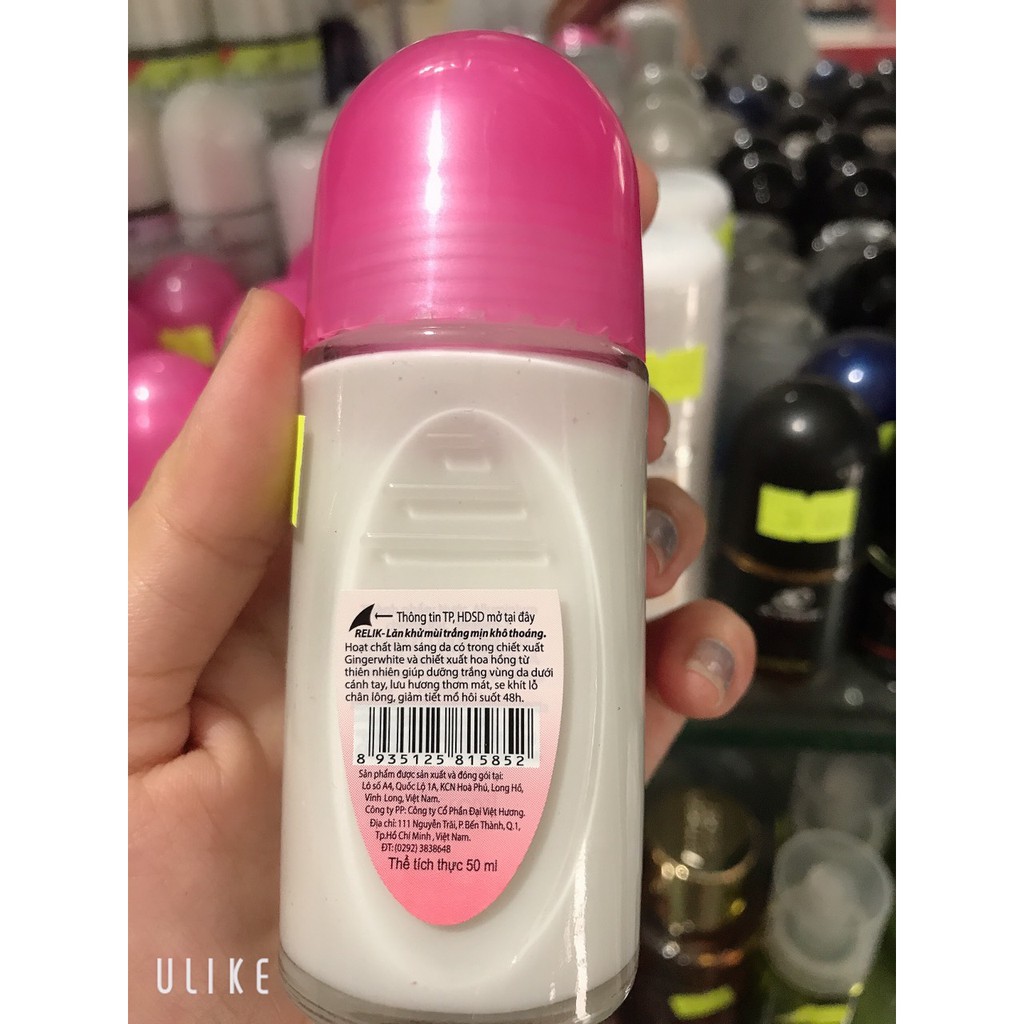 Thông tin TP, HDSD mở tại đây
RELIK-Lăn khử mùi trắng mịn khô thoáng.
Hoạt chất làm sáng da có trong chiết xuất
Gingerwhite và chiết xuất hoa hồng từ
thiên nhiên giúp dưỡng trắng vùng da dưới
cánh tay, lưu hương thơm mát, se khít lỗ
chân lông, giảm tiết mồ hôi suốt 48h.
8 935125 815852
Sản phẩm được sản xuất và đóng gói tại:
Lô số A4, Quốc Lộ 1A, KCN Hoà Phú, Long Hồ,
Vĩnh Long, Việt Nam.
Công ty PP: Công ty Cổ Phần Đại Việt Hương.
Địa chỉ: 111 Nguyễn Trãi, P. Bến Thành, Q.1,
Tp.Hồ Chí Minh , Việt Nam.
ĐT: (0292) 3838648
Thể tích thực 50 ml
ULIKE